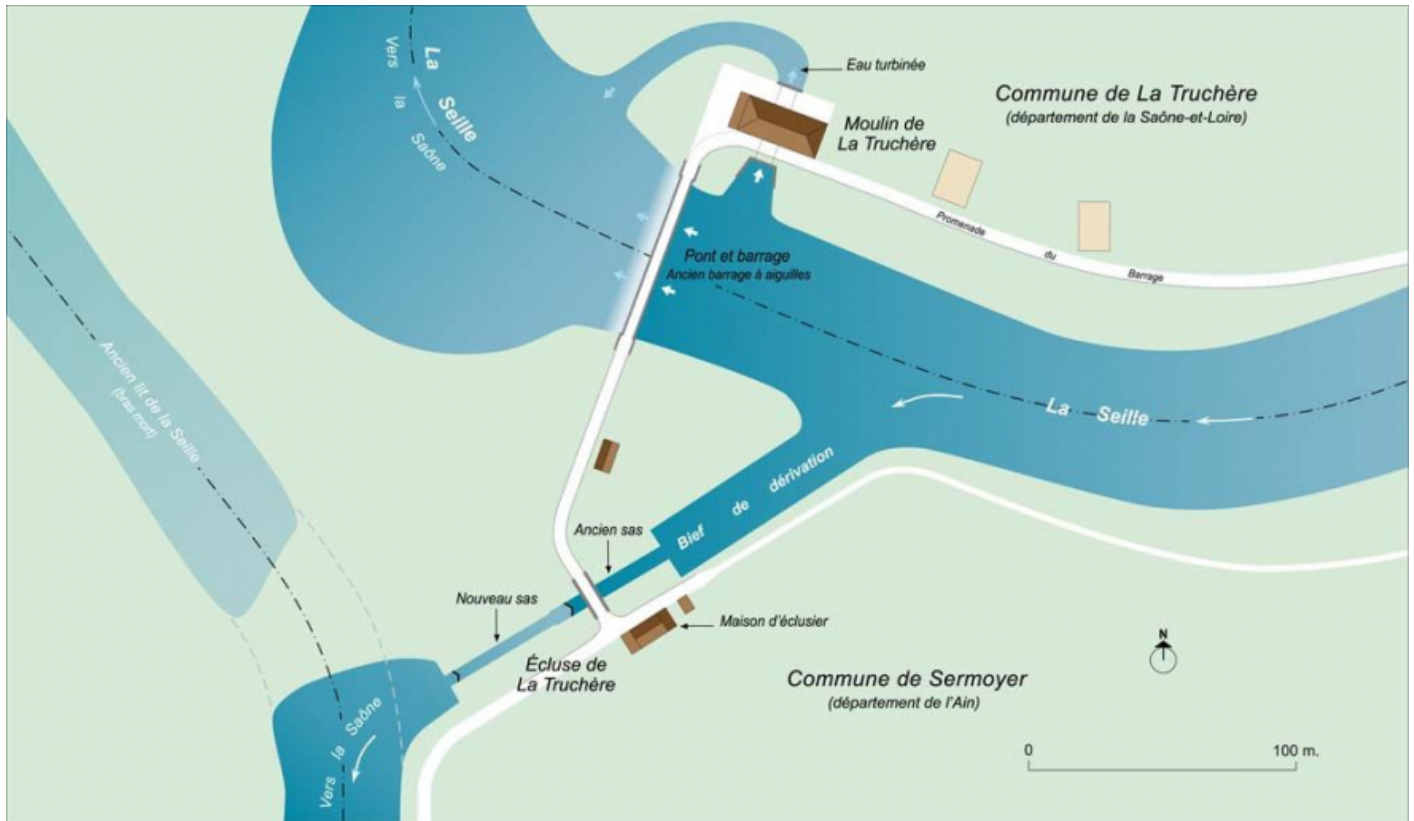 La
Seille
Vers
la
Saône
Eau turbinée
Commune de La Truchère
(département de la Saône-et-Loire)
Moulin de
La Truchère
Promenade
du
Barrage
Pont et barrage
Ancien barrage à aiguilles
La Seille
Ancien lit de la Seille
(bras mort)
Bief de dérivation
Ancien sas
Nouveau sas
Maison d'éclusier
Écluse de
La Truchère
Commune de Sermoyer
(département de l'Ain)
N
0 100 m.
Vers la Saône